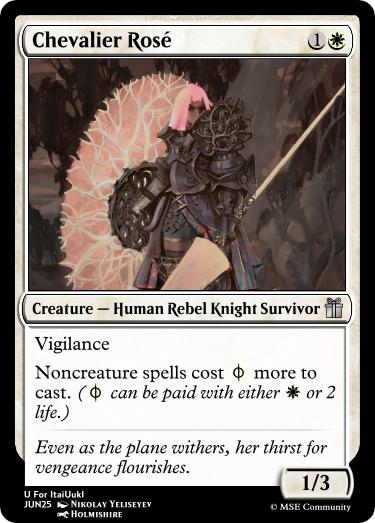 Chevalier Rosé 1
Creature — Human Rebel Knight Survivor
Vigilance
Noncreature spells cost more to
cast. ( can be paid with either or 2
life.)
Even as the plane withers, her thirst for
vengeance flourishes.
1/3
U For ItaiUukI
JUN25 Nikolay Yeliseyev
Holmishire
© MSE Community